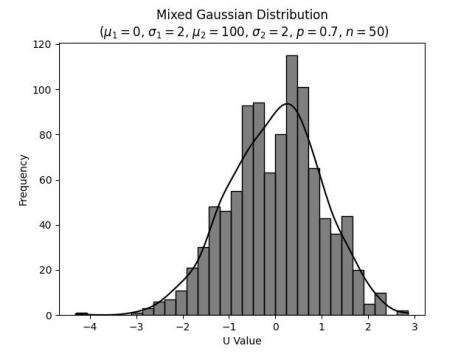 Mixed Gaussian Distribution
(μ₁ = 0, σ₁ = 2, μ₂ = 100, σ₂ = 2, p = 0.7, n = 50)
120
100
80
60
40
20
0
Frequency
−4 −3 −2 −1 0 1 2 3
U Value